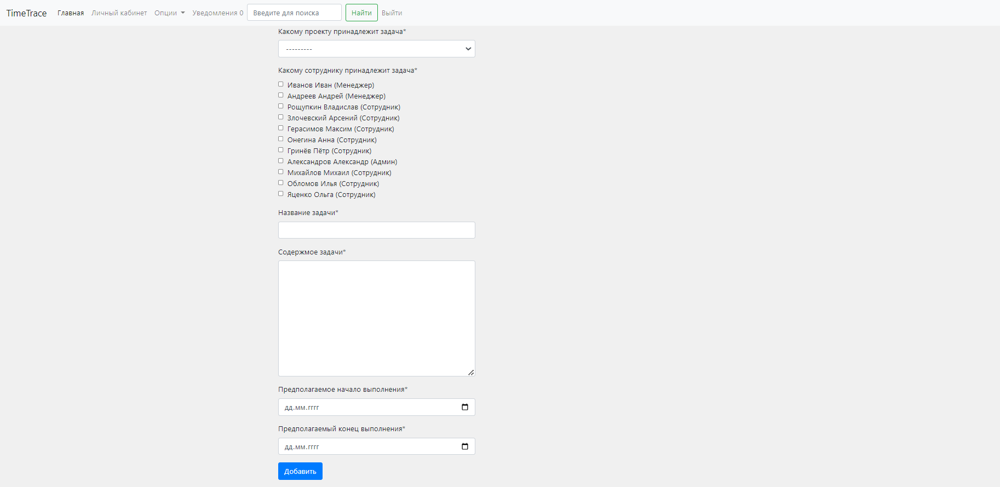 TimeTrace Главная Личный кабинет Опции Уведомления 0 Введите для поиска Найти Выйти
Какому проекту принадлежит задача*
---------
Какому сотруднику принадлежит задача*
Иванов Иван (Менеджер)
Андреев Андрей (Менеджер)
Рощупкин Владислав (Сотрудник)
Злочевский Арсений (Сотрудник)
Герасимов Максим (Сотрудник)
Онегина Анна (Сотрудник)
Гринёв Пётр (Сотрудник)
Александров Александр (Админ)
Михайлов Михаил (Сотрудник)
Обломов Илья (Сотрудник)
Яценко Ольга (Сотрудник)
Название задачи*
Содержмое задачи*
Предполагаемое начало выполнения*
дд.мм.гггг
Предполагаемый конец выполнения*
дд.мм.гггг
Добавить